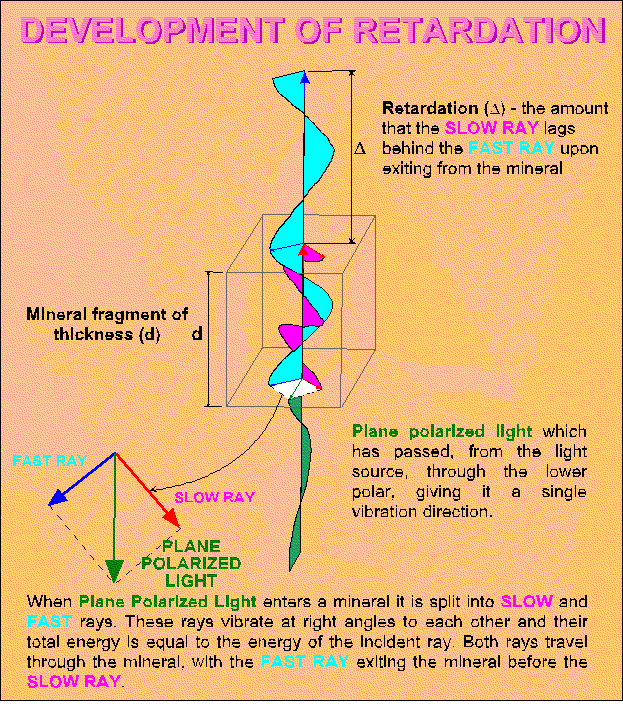 DEVELOPMENT OF RETARDATION
Retardation (Δ) - the amount
that the SLOW RAY lags
behind the FAST RAY upon
exiting from the mineral
Δ
Mineral fragment of
thickness (d) d
Plane polarized light which
has passed, from the light
source, through the lower
polar, giving it a single
vibration direction.
FAST RAY
SLOW RAY
PLANE
POLARIZED
LIGHT
When Plane Polarized Light enters a mineral it is split into SLOW and
FAST rays. These rays vibrate at right angles to each other and their
total energy is equal to the energy of the incident ray. Both rays travel
through the mineral, with the FAST RAY exiting the mineral before the
SLOW RAY.